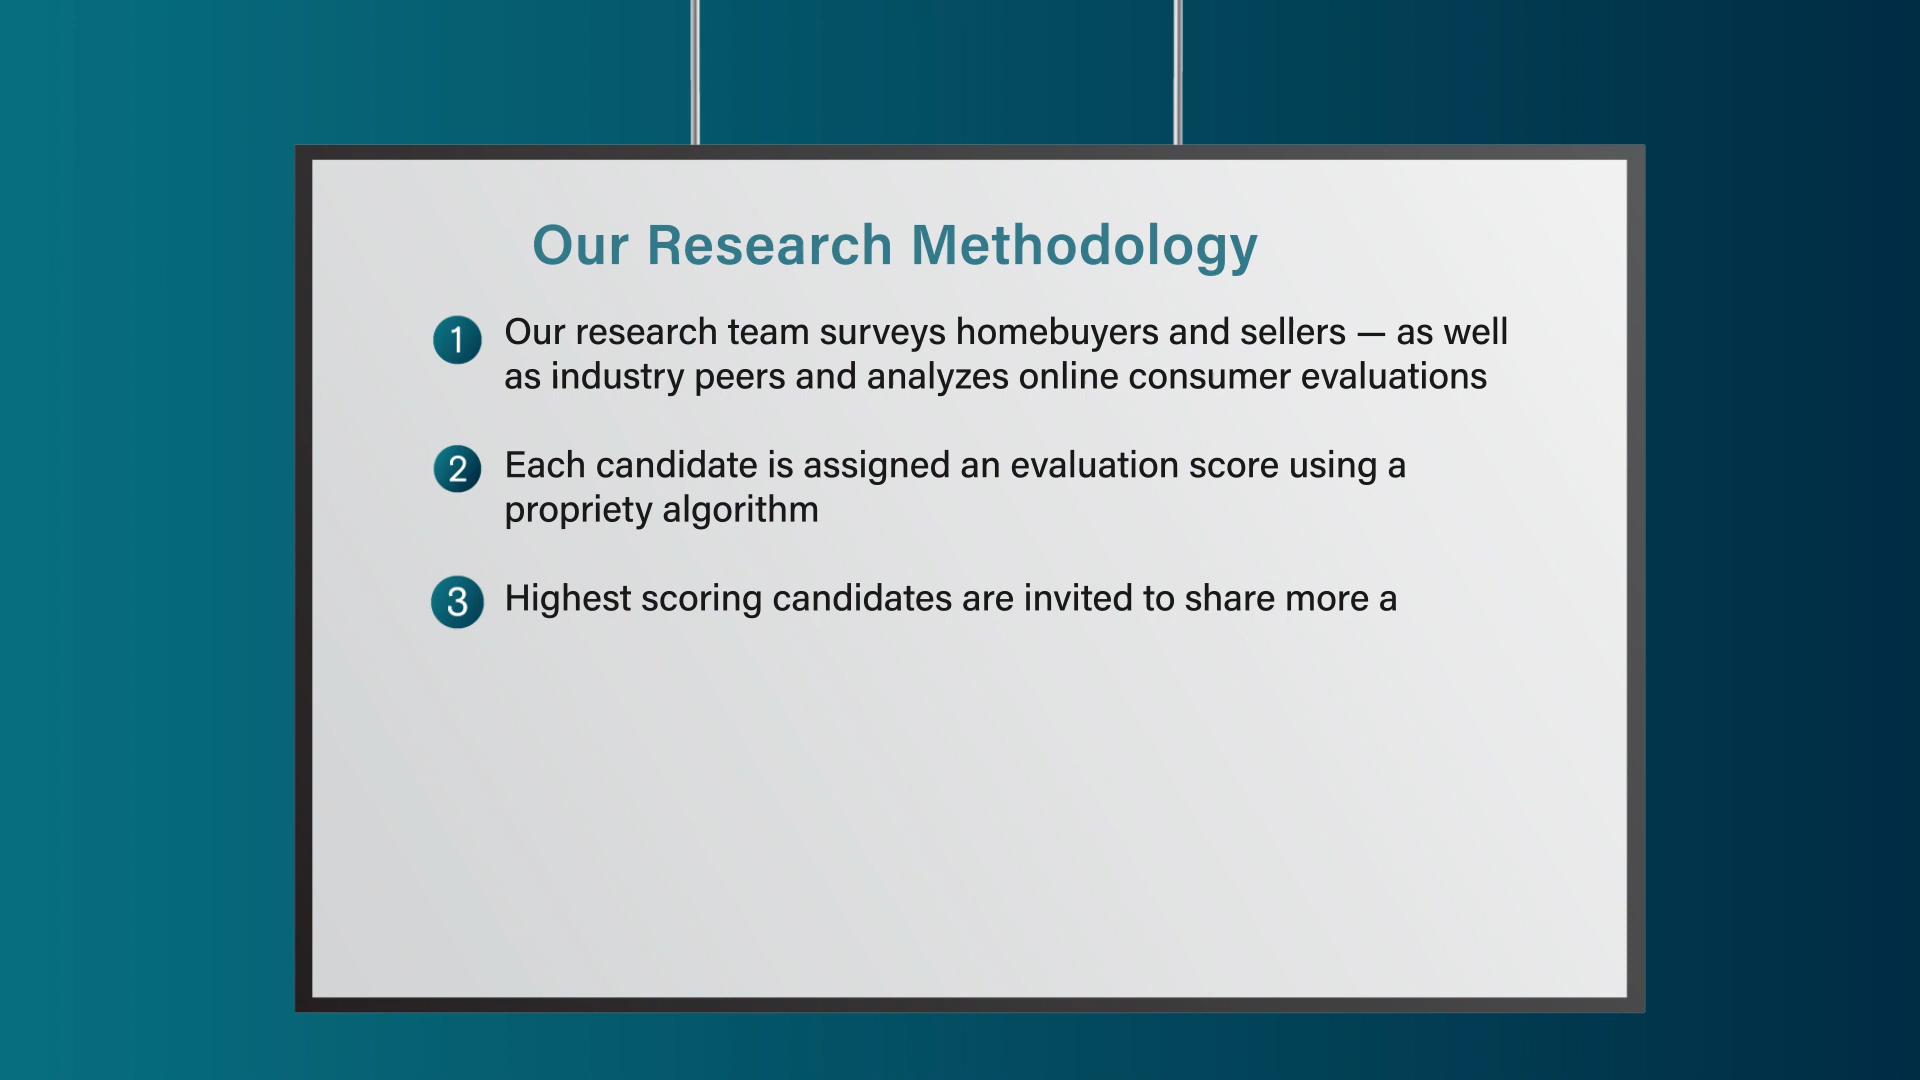 Our Research Methodology
1 Our research team surveys homebuyers and sellers — as well
as industry peers and analyzes online consumer evaluations
2 Each candidate is assigned an evaluation score using a
propriety algorithm
3 Highest scoring candidates are invited to share more a